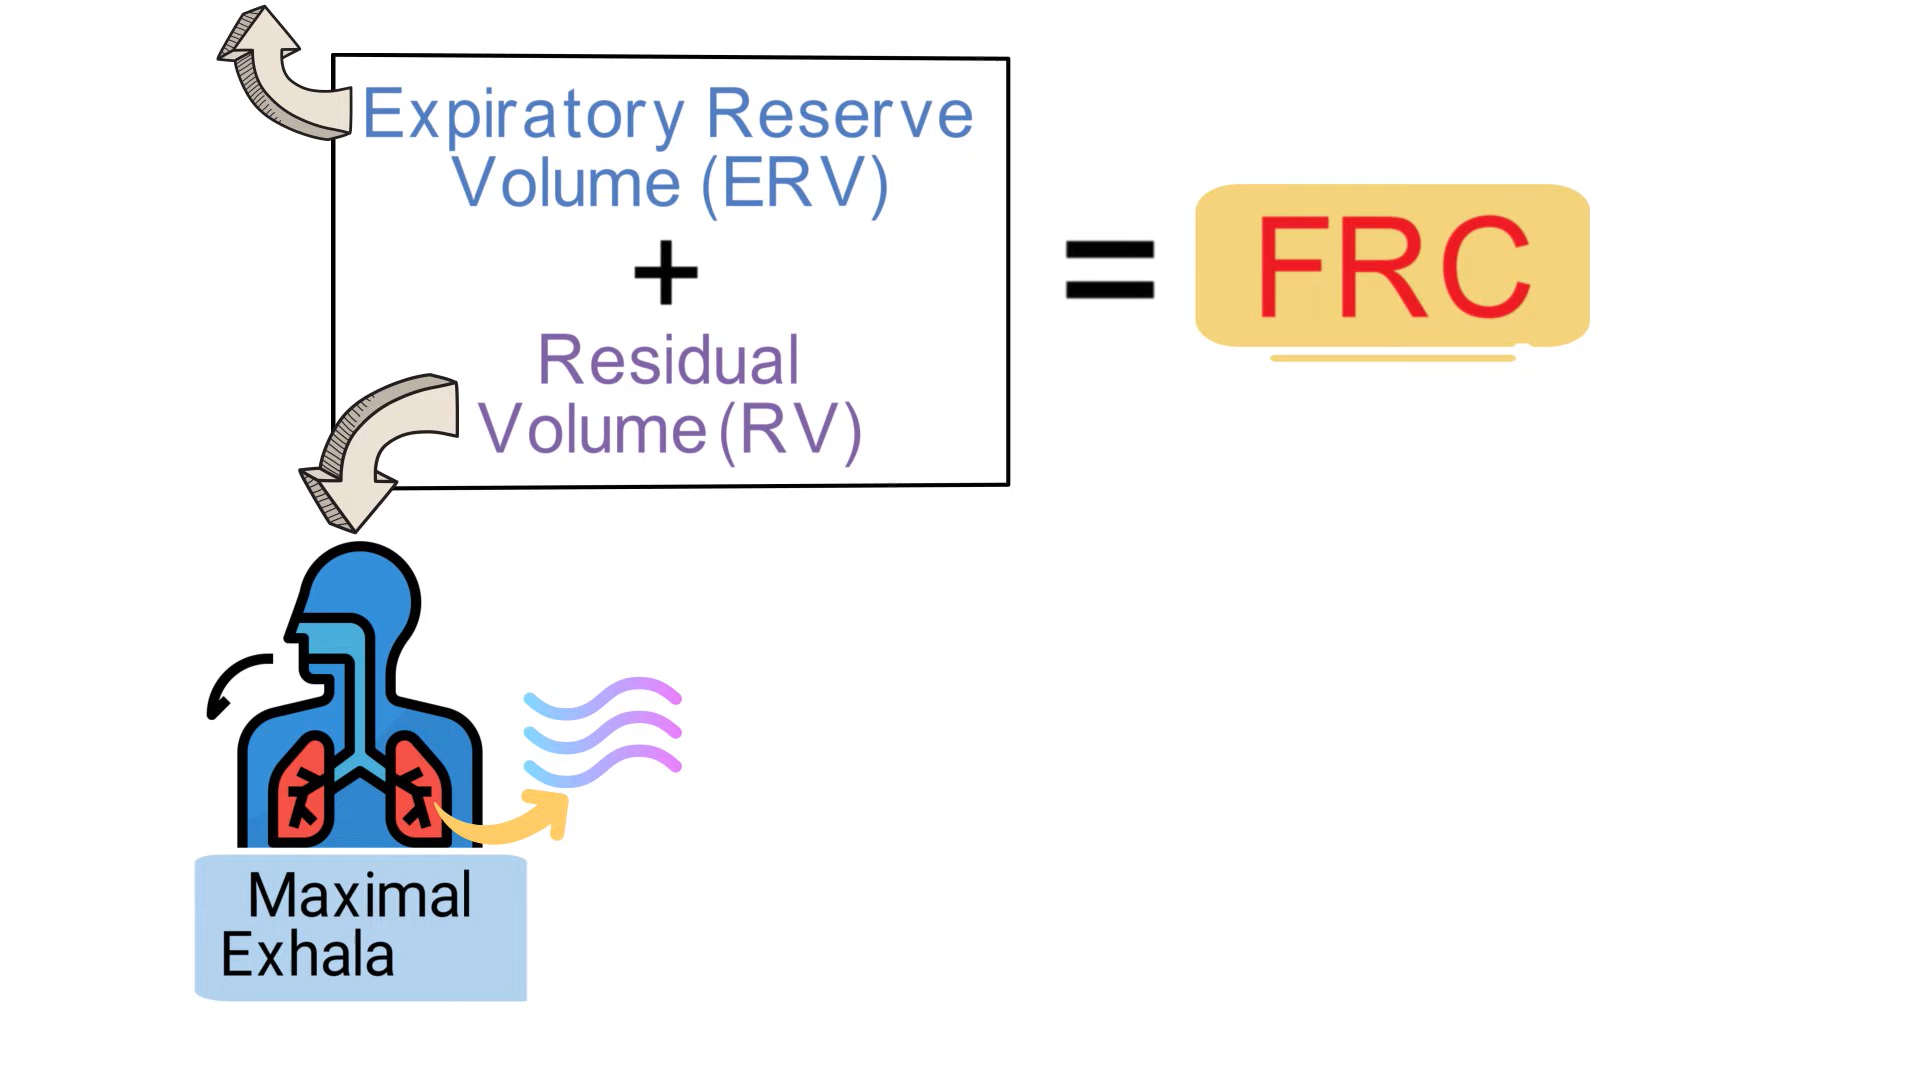 Expiratory Reserve
Volume (ERV)
+
Residual
Volume (RV)
= FRC
Maximal
Exhala